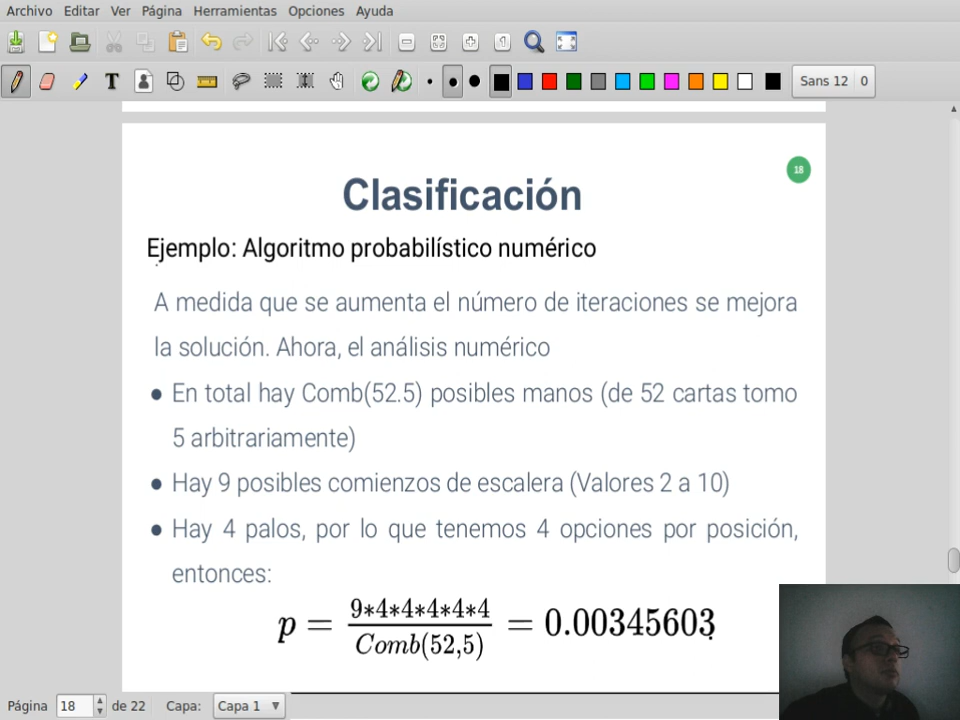 Archivo Editar Ver Página Herramientas Opciones Ayuda
Sans 12 0
18
Clasificación
Ejemplo: Algoritmo probabilístico numérico
A medida que se aumenta el número de iteraciones se mejora
la solución. Ahora, el análisis numérico
● En total hay Comb(52.5) posibles manos (de 52 cartas tomo
5 arbitrariamente)
● Hay 9 posibles comienzos de escalera (Valores 2 a 10)
● Hay 4 palos, por lo que tenemos 4 opciones por posición,
entonces:
p = 9*4*4*4*4*4 / Comb(52,5) = 0.00345603
Página 18 de 22 Capa: Capa 1